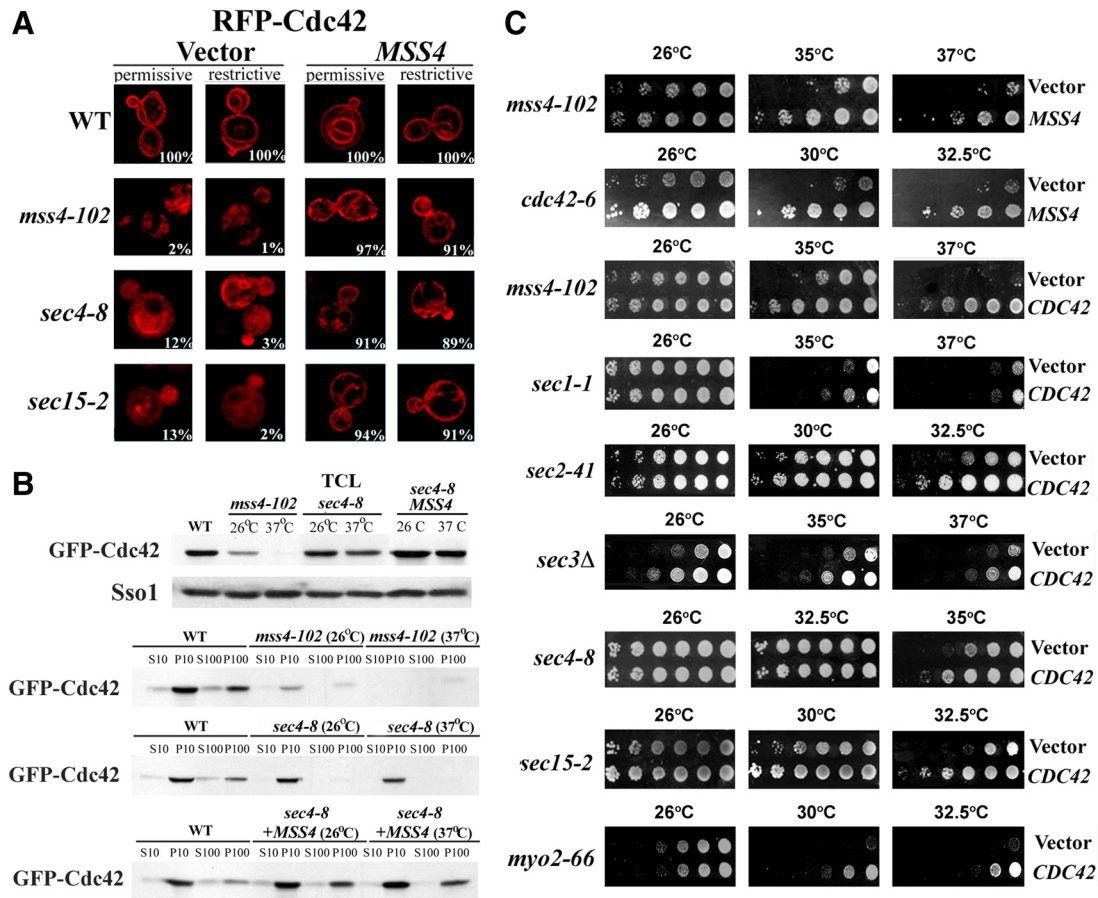 A
RFP-Cdc42
Vector MSS4
permissive restrictive permissive restrictive
WT 100% 100% 100% 100%
mss4-102 2% 1% 97% 91%
sec4-8 12% 3% 91% 89%
sec15-2 13% 2% 94% 91%
B
TCL
mss4-102 sec4-8 sec4-8
MSS4
WT 26°C 37°C 26°C 37°C 26 C 37 C
GFP-Cdc42
Sso1
WT mss4-102 (26°C) mss4-102 (37°C)
S10 P10 S100 P100 S10 P10 S100 P100 S10 P10 S100 P100
GFP-Cdc42
WT sec4-8 (26°C) sec4-8 (37°C)
S10 P10 S100 P100 S10 P10 S100 P100 S10 P10 S100 P100
GFP-Cdc42
sec4-8 sec4-8
WT +MSS4 (26°C) +MSS4 (37°C)
S10 P10 S100 P100 S10 P10 S100 P100 S10 P10 S100 P100
GFP-Cdc42
C
26°C 35°C 37°C
mss4-102 Vector
MSS4
26°C 30°C 32.5°C
cdc42-6 Vector
MSS4
26°C 35°C 37°C
mss4-102 Vector
CDC42
26°C 35°C 37°C
sec1-1 Vector
CDC42
26°C 30°C 32.5°C
sec2-41 Vector
CDC42
26°C 35°C 37°C
sec3Δ Vector
CDC42
26°C 32.5°C 35°C
sec4-8 Vector
CDC42
26°C 30°C 32.5°C
sec15-2 Vector
CDC42
26°C 30°C 32.5°C
myo2-66 Vector
CDC42